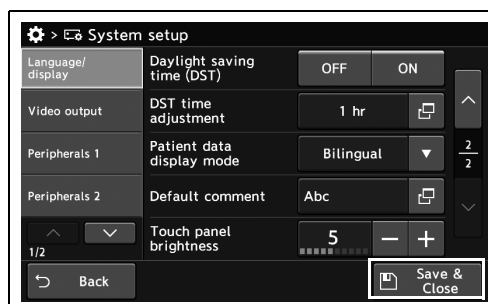 > System setup
Language/
display
Daylight saving
time (DST)
OFF
ON
Video output
DST time
adjustment
1 hr
Peripherals 1
Patient data
display mode
Bilingual
2
2
Peripherals 2
Default comment
Abc
1/2
Touch panel
brightness
5
Back
Save &
Close